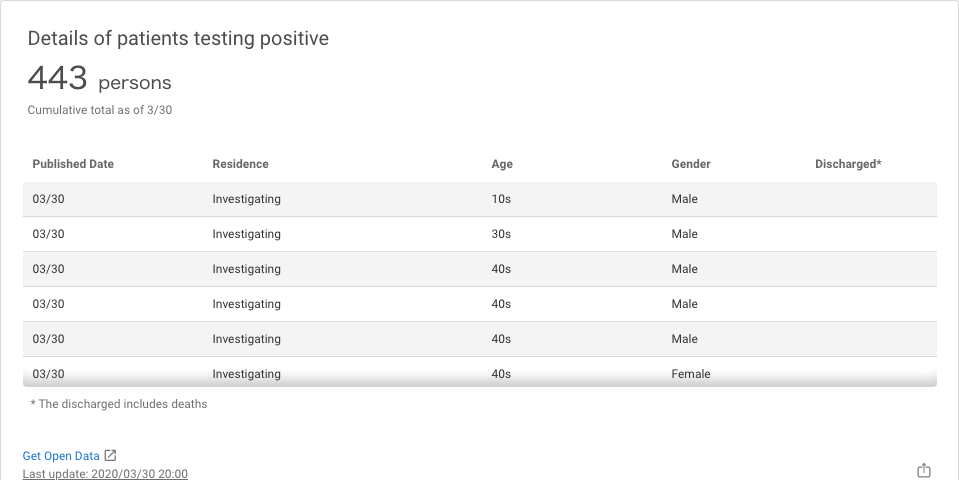 Details of patients testing positive
443 persons
Cumulative total as of 3/30
Published Date Residence Age Gender Discharged*
03/30 Investigating 10s Male
03/30 Investigating 30s Male
03/30 Investigating 40s Male
03/30 Investigating 40s Male
03/30 Investigating 40s Male
03/30 Investigating 40s Female
* The discharged includes deaths
Get Open Data
Last update: 2020/03/30 20:00